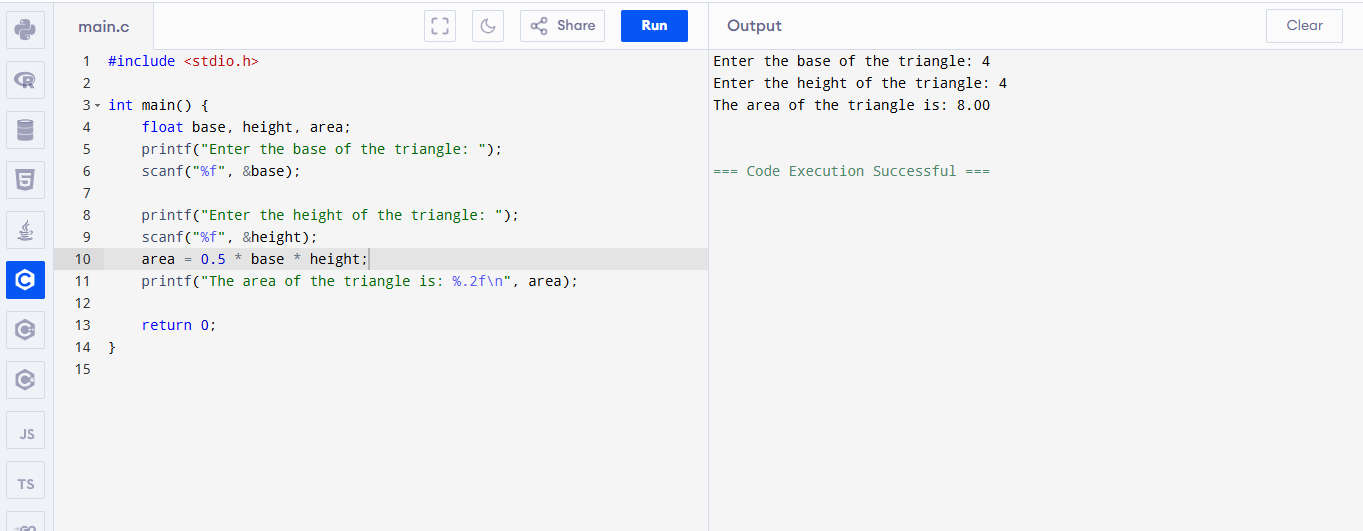 main.c
Share
Run
Output
Clear
1 #include <stdio.h>
2
3 int main() {
4     float base, height, area;
5     printf("Enter the base of the triangle: ");
6     scanf("%f", &base);
7
8     printf("Enter the height of the triangle: ");
9     scanf("%f", &height);
10     area = 0.5 * base * height;
11     printf("The area of the triangle is: %.2f\n", area);
12
13     return 0;
14 }
15
Enter the base of the triangle: 4
Enter the height of the triangle: 4
The area of the triangle is: 8.00
=== Code Execution Successful ===
JS
TS